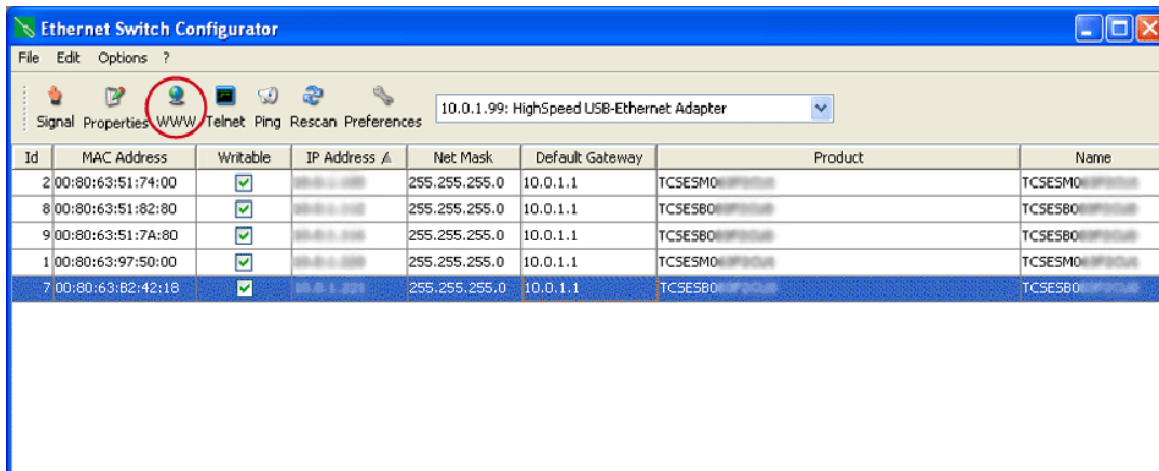 Ethernet Switch Configurator
File Edit Options ?
Signal Properties WWW Telnet Ping Rescan Preferences 10.0.1.99: HighSpeed USB-Ethernet Adapter
Id MAC Address Writable IP Address Net Mask Default Gateway Product Name
2 00:80:63:51:74:00 255.255.255.0 10.0.1.1 TCSESM0 TCSESM0
8 00:80:63:51:82:80 255.255.255.0 10.0.1.1 TCSESB0 TCSESB0
9 00:80:63:51:7A:80 255.255.255.0 10.0.1.1 TCSESB0 TCSESB0
1 00:80:63:97:50:00 255.255.255.0 10.0.1.1 TCSESM0 TCSESM0
7 00:80:63:B2:42:18 255.255.255.0 10.0.1.1 TCSESB0 TCSESB0